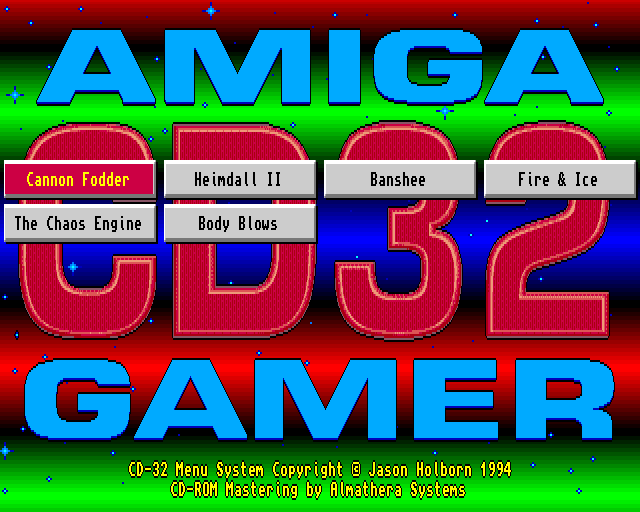 AMIGA
CD32
Cannon Fodder
Heimdall II
Banshee
Fire & Ice
The Chaos Engine
Body Blows
GAMER
CD-32 Menu System Copyright © Jason Holborn 1994
CD-ROM Mastering by Almathera Systems